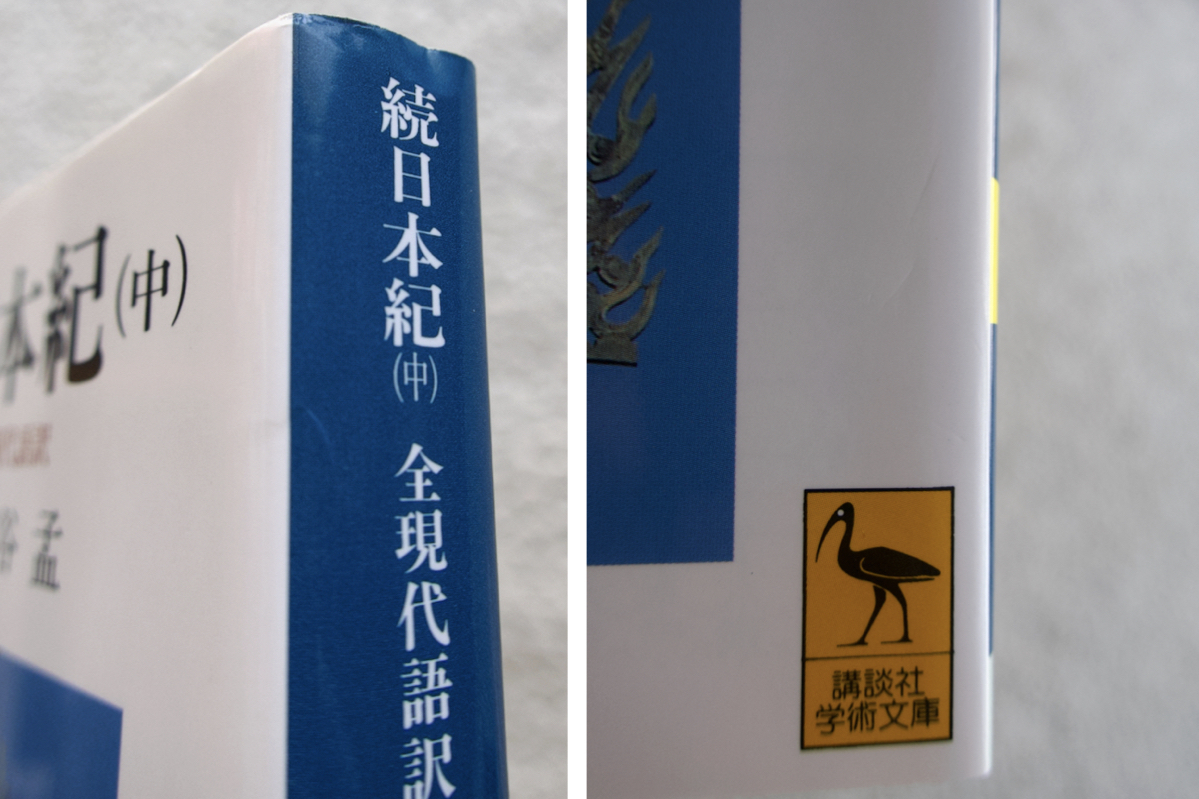 続日本紀(中) 全現代語訳
本紀(中)
谷 孟
講談社
学術文庫